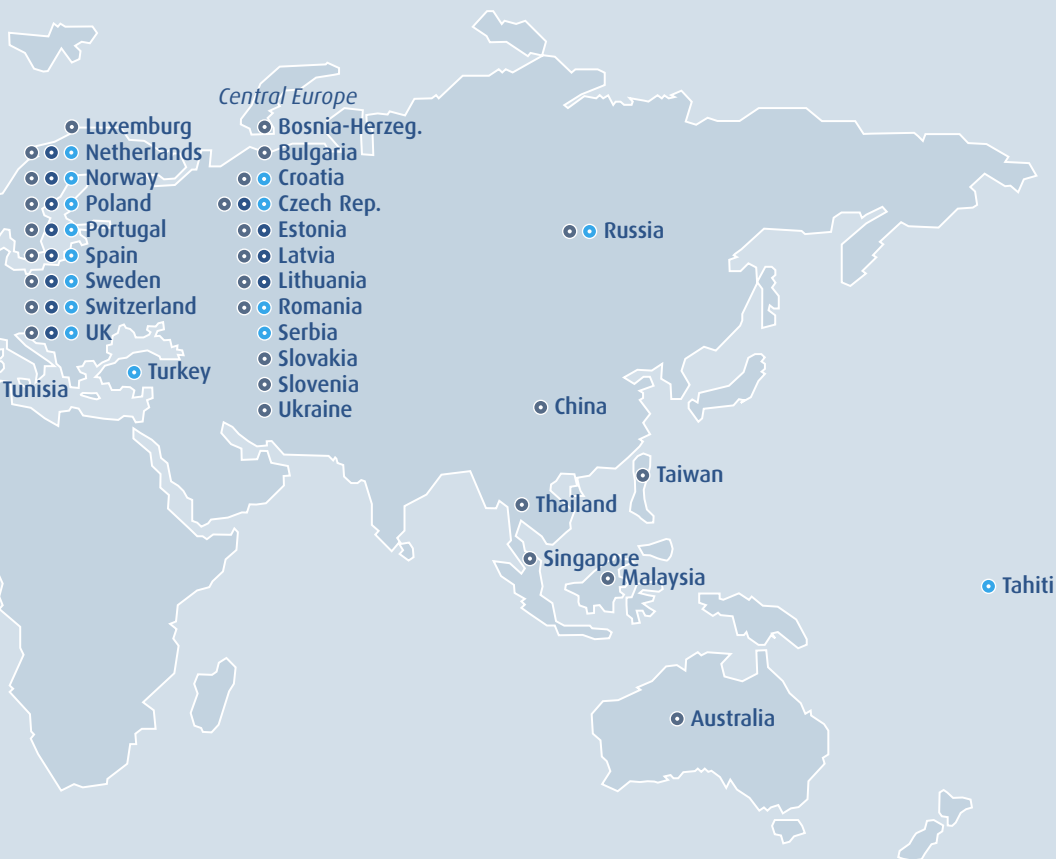 Central Europe
Luxemburg
Netherlands
Norway
Poland
Portugal
Spain
Sweden
Switzerland
UK
Turkey
Tunisia
Bosnia-Herzeg.
Bulgaria
Croatia
Czech Rep.
Estonia
Latvia
Lithuania
Romania
Serbia
Slovakia
Slovenia
Ukraine
Russia
China
Taiwan
Thailand
Singapore
Malaysia
Tahiti
Australia